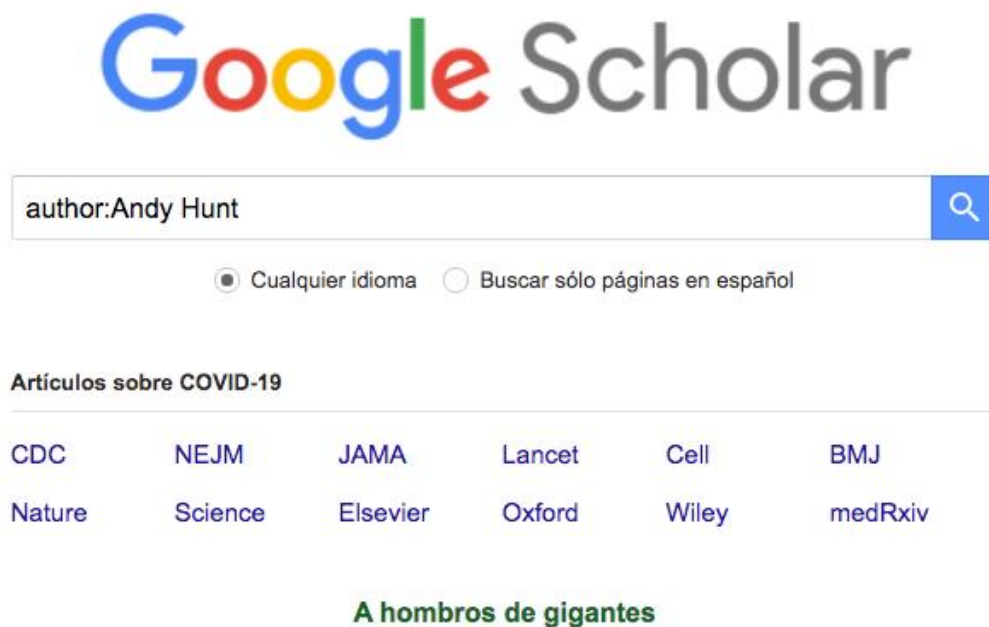 Google Scholar
author:Andy Hunt
Cualquier idioma Buscar sólo páginas en español
Artículos sobre COVID-19
CDC NEJM JAMA Lancet Cell BMJ
Nature Science Elsevier Oxford Wiley medRxiv
A hombros de gigantes